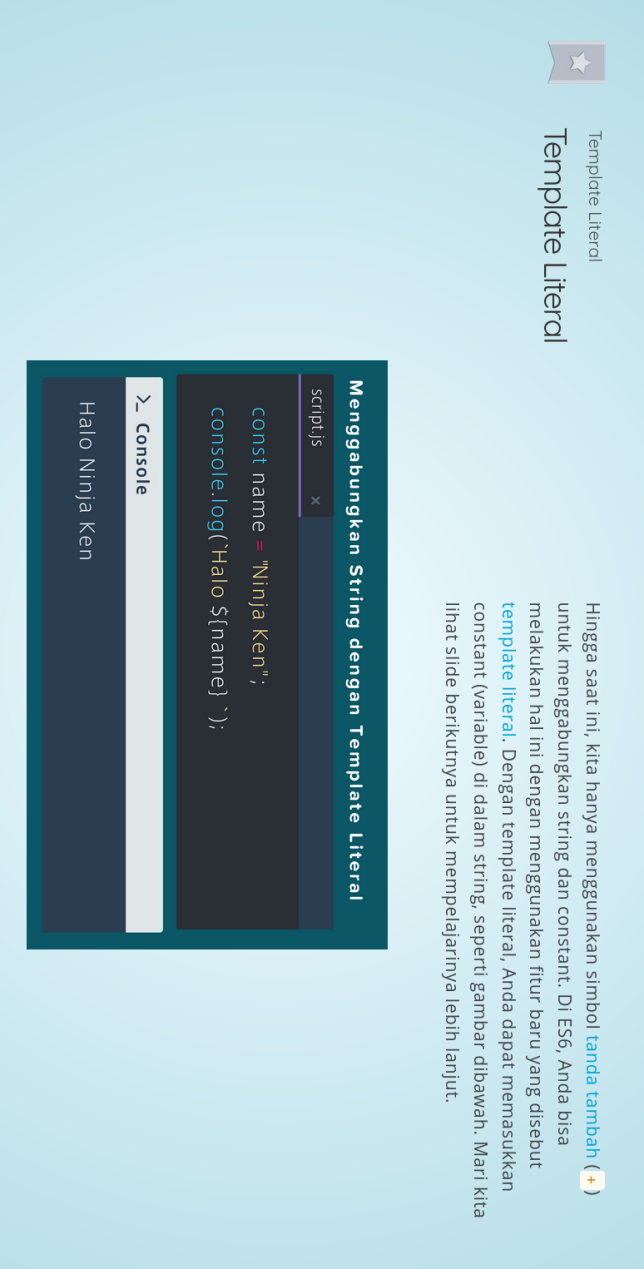 Template Literal
Template Literal
Hingga saat ini, kita hanya menggunakan simbol tanda tambah ( + )
untuk menggabungkan string dan constant. Di ES6, Anda bisa
melakukan hal ini dengan menggunakan fitur baru yang disebut
template literal. Dengan template literal, Anda dapat memasukkan
constant (variable) di dalam string, seperti gambar dibawah. Mari kita
lihat slide berikutnya untuk mempelajarinya lebih lanjut.
Menggabungkan String dengan Template Literal
script.js ×
const name = "Ninja Ken";
console.log(`Halo ${name} `);
>_ Console
Halo Ninja Ken